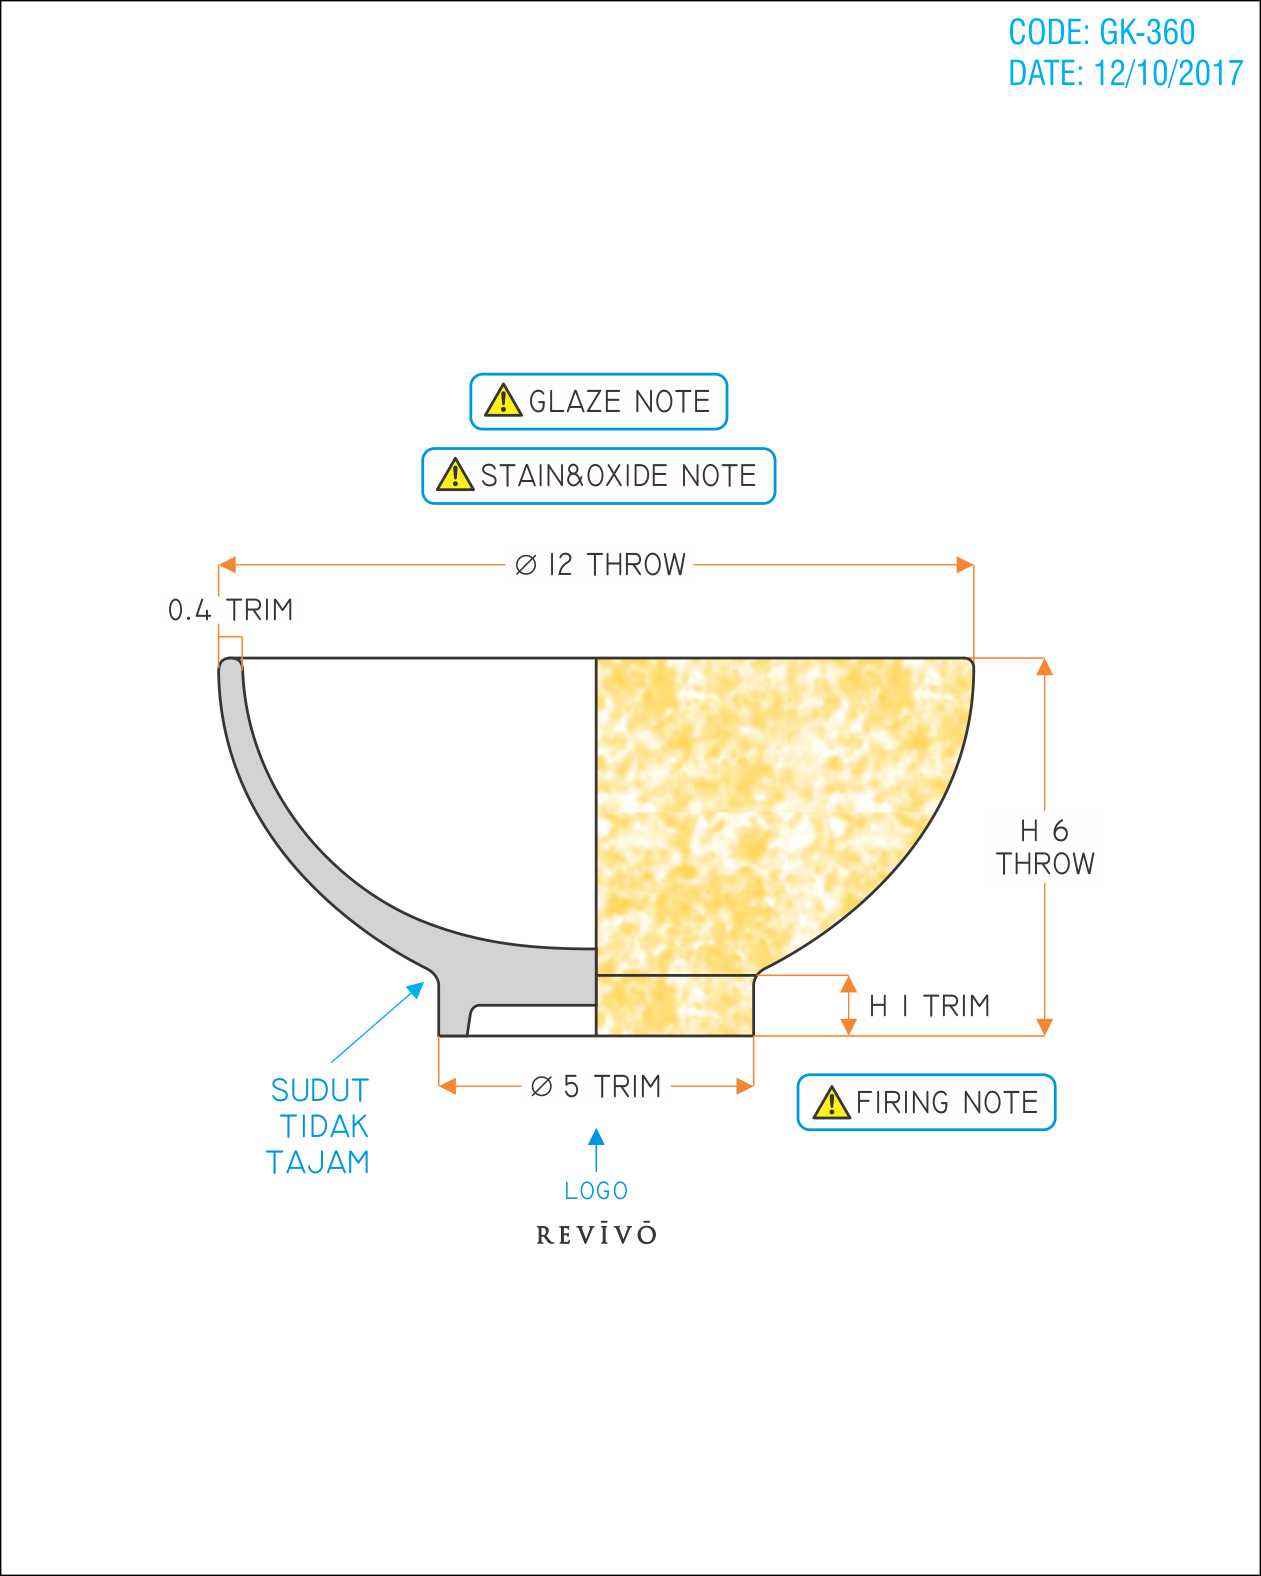 CODE: GK-360
DATE: 12/10/2017
GLAZE NOTE
STAIN&OXIDE NOTE
Ø 12 THROW
0.4 TRIM
H 6
THROW
H 1 TRIM
Ø 5 TRIM
FIRING NOTE
SUDUT
TIDAK
TAJAM
LOGO
REVĪVŌ